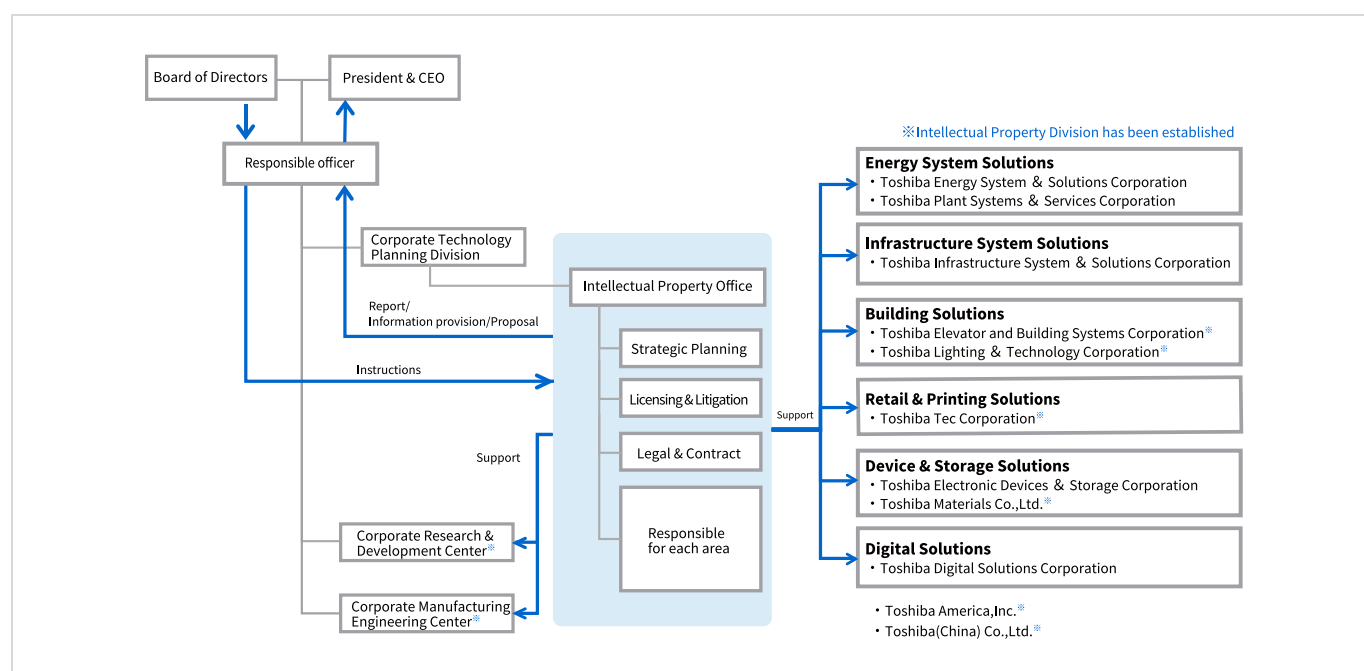 Board of Directors
President & CEO
Responsible officer
Corporate Technology
Planning Division
Report/
Information provision/Proposal
Instructions
Support
Corporate Research &
Development Center※
Corporate Manufacturing
Engineering Center※
Intellectual Property Office
Strategic Planning
Licensing & Litigation
Legal & Contract
Responsible
for each area
Support
※Intellectual Property Division has been established
Energy System Solutions
・Toshiba Energy System & Solutions Corporation
・Toshiba Plant Systems & Services Corporation
Infrastructure System Solutions
・Toshiba Infrastructure System & Solutions Corporation
Building Solutions
・Toshiba Elevator and Building Systems Corporation※
・Toshiba Lighting & Technology Corporation※
Retail & Printing Solutions
・Toshiba Tec Corporation※
Device & Storage Solutions
・Toshiba Electronic Devices & Storage Corporation
・Toshiba Materials Co.,Ltd.※
Digital Solutions
・Toshiba Digital Solutions Corporation
・Toshiba America,Inc.※
・Toshiba(China) Co.,Ltd.※